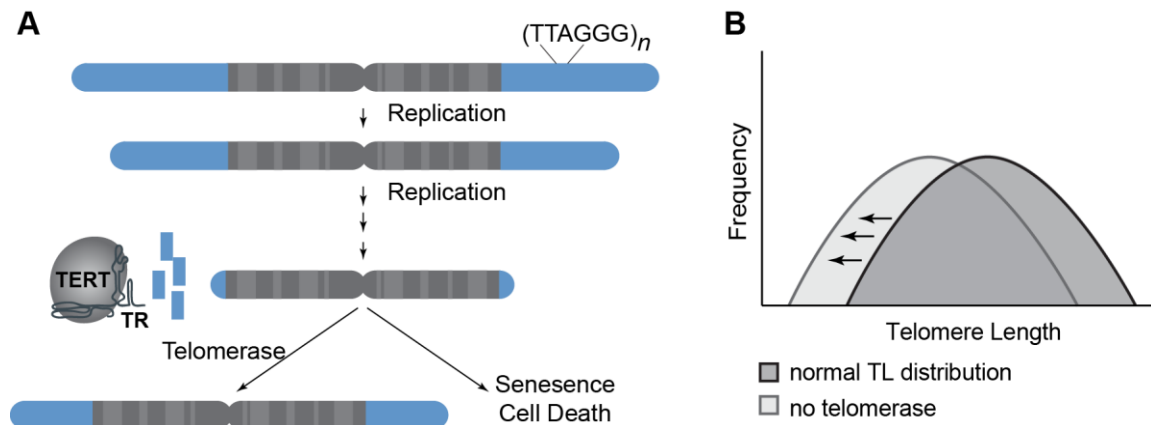 A
(TTAGGG)n
Replication
Replication
TERT
TR
Telomerase
Senesence
Cell Death
B
Frequency
Telomere Length
normal TL distribution
no telomerase